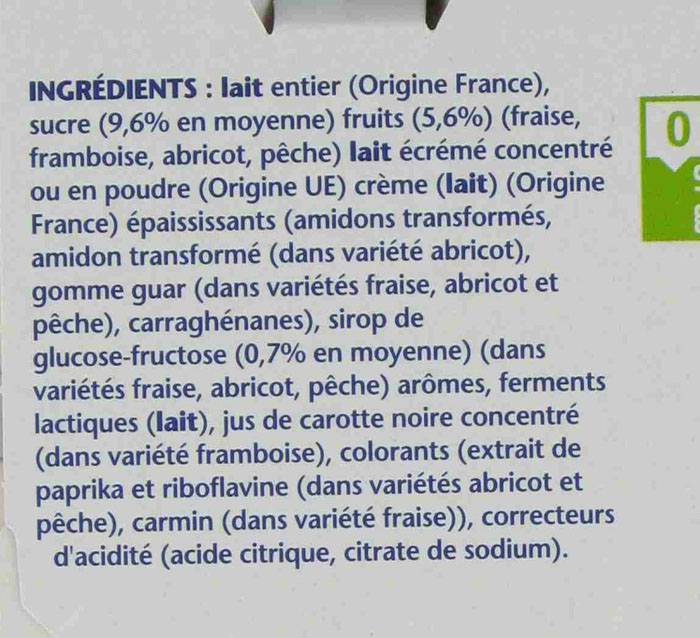 INGRÉDIENTS : lait entier (Origine France),
sucre (9,6% en moyenne) fruits (5,6%) (fraise,
framboise, abricot, pêche) lait écrémé concentré
ou en poudre (Origine UE) crème (lait) (Origine
France) épaississants (amidons transformés,
amidon transformé (dans variété abricot),
gomme guar (dans variétés fraise, abricot et
pêche), carraghénanes), sirop de
glucose-fructose (0,7% en moyenne) (dans
variétés fraise, abricot, pêche) arômes, ferments
lactiques (lait), jus de carotte noire concentré
(dans variété framboise), colorants (extrait de
paprika et riboflavine (dans variétés abricot et
pêche), carmin (dans variété fraise)), correcteurs
d'acidité (acide citrique, citrate de sodium).
0